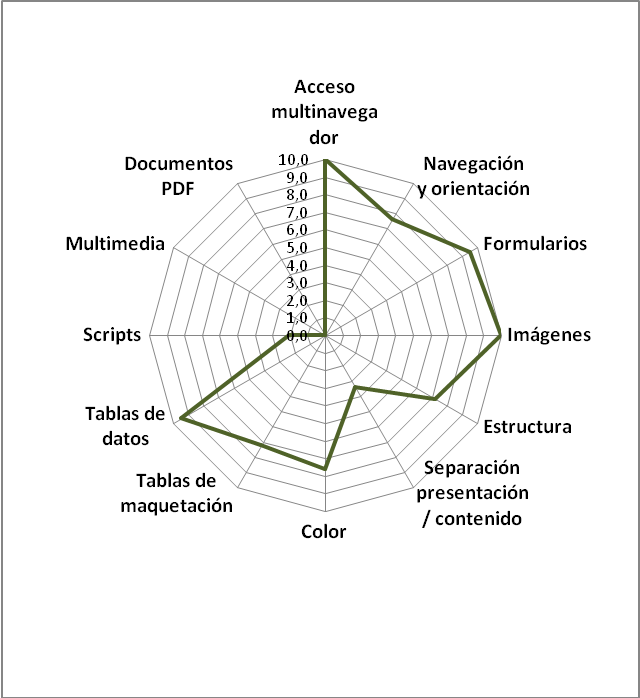 Acceso
multinavega
dor
Documentos
PDF
Navegación
y orientación
Multimedia
Formularios
10,0
9,0
8,0
7,0
6,0
5,0
4,0
3,0
2,0
1,0
0,0
Scripts
Imágenes
Tablas de
datos
Estructura
Tablas de
maquetación
Separación
presentación
/ contenido
Color